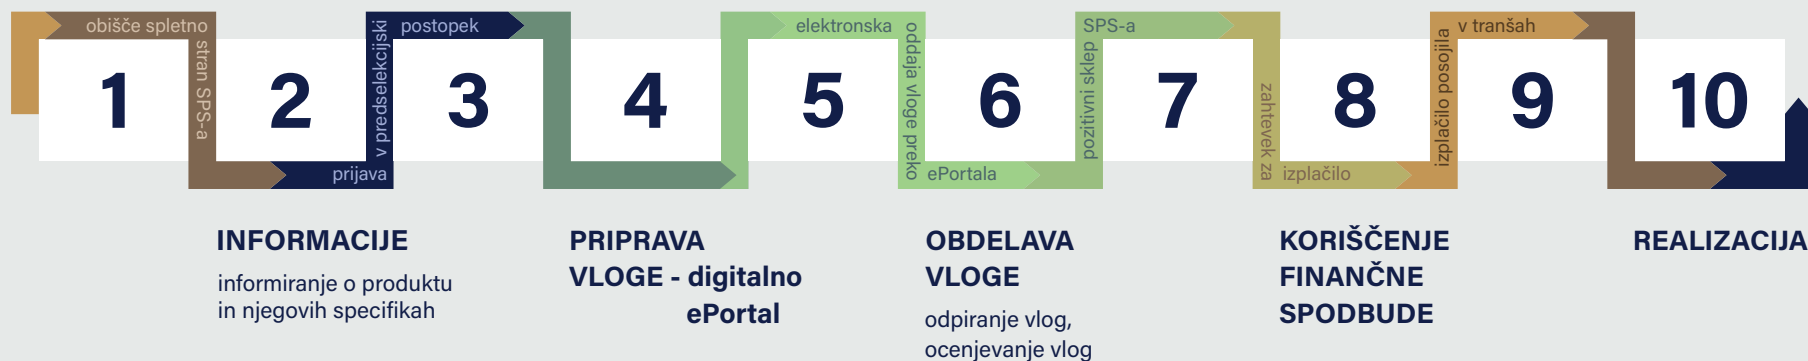 obišče spletno
stran SPS-a
prijava
v predselekcijski
postopek
elektronska
oddaja vloge preko
ePortala
pozitivni sklep
SPS-a
zahtevek za
izplačilo
izplačilo posojila
v tranšah
1
2
3
4
5
6
7
8
9
10
INFORMACIJE
informiranje o produktu
in njegovih specifikah
PRIPRAVA
VLOGE - digitalno
ePortal
OBDELAVA
VLOGE
odpiranje vlog,
ocenjevanje vlog
KORIŠČENJE
FINANČNE
SPODBUDE
REALIZACIJA